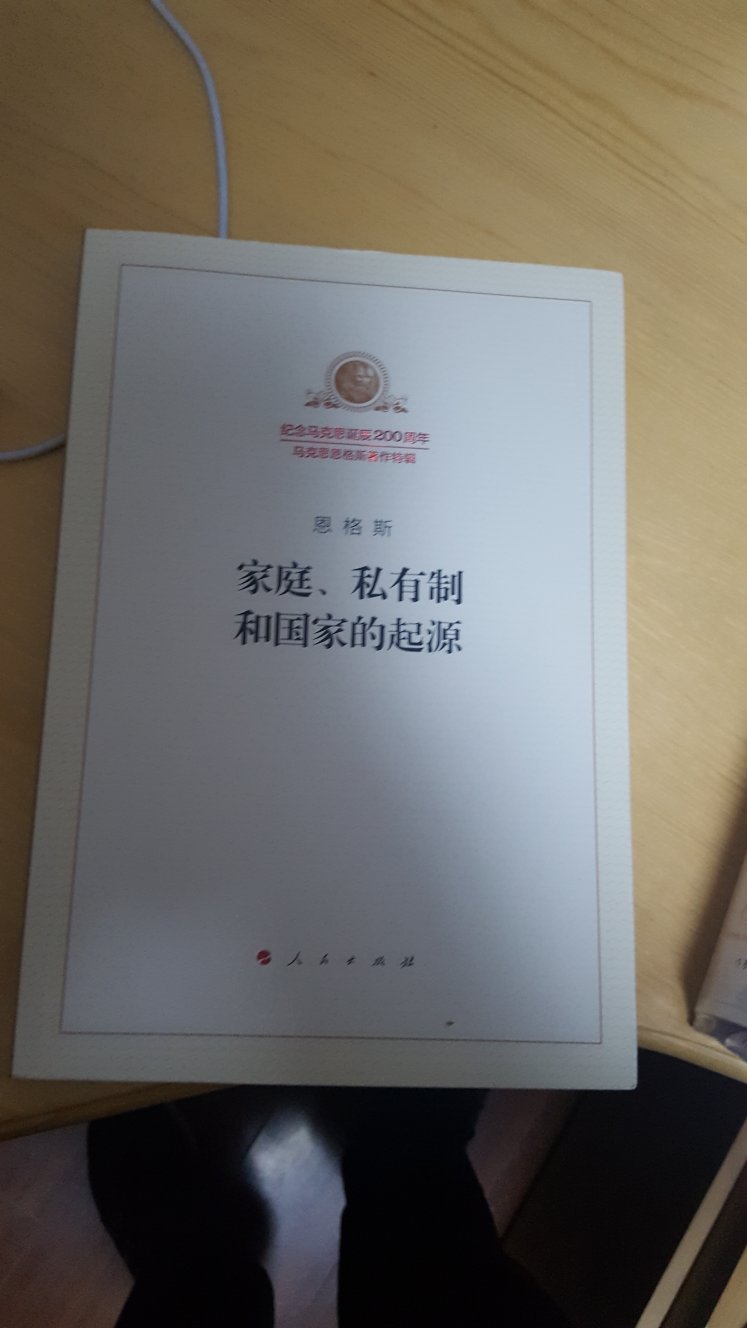 纪念马克思诞辰200周年
马克思恩格斯著作特辑
恩格斯
家庭、私有制
和国家的起源
人民出版社